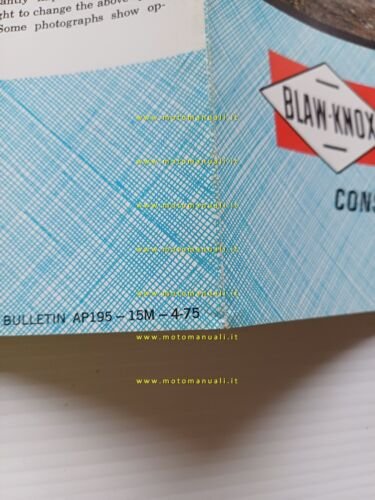 ght to change the above
Some photographs show op-
BLAW-KNOX
CONS
BULLETIN AP195 – 15M – 4-75
www.motomanuali.it
www.motomanuali.it
www.motomanuali.it
www.motomanuali.it
www.motomanuali.it
www.motomanuali.it
www.motomanuali.it